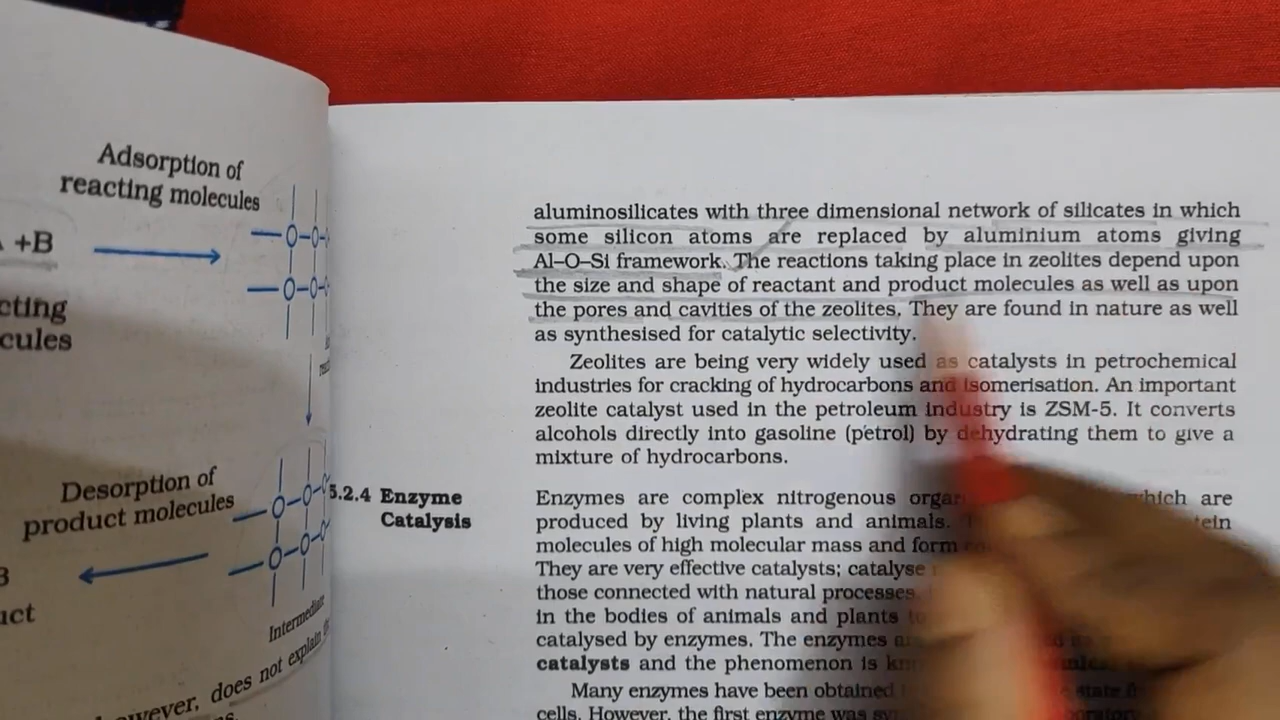 Adsorption of
reacting molecules
+B
cting
cules
Desorption of
product molecules
B
uct
Intermediate
however, does not explain
aluminosilicates with three dimensional network of silicates in which
some silicon atoms are replaced by aluminium atoms giving
Al–O–Si framework. The reactions taking place in zeolites depend upon
the size and shape of reactant and product molecules as well as upon
the pores and cavities of the zeolites. They are found in nature as well
as synthesised for catalytic selectivity.
Zeolites are being very widely used as catalysts in petrochemical
industries for cracking of hydrocarbons and isomerisation. An important
zeolite catalyst used in the petroleum industry is ZSM-5. It converts
alcohols directly into gasoline (petrol) by dehydrating them to give a
mixture of hydrocarbons.
5.2.4 Enzyme
Catalysis
Enzymes are complex nitrogenous which are
produced by living plants and animals.
molecules of high molecular mass and form
They are very effective catalysts; catalyse
those connected with natural processes.
in the bodies of animals and plants
catalysed by enzymes. The enzymes
catalysts and the phenomenon is
Many enzymes have been obtained state
cells. However, the first enzyme was